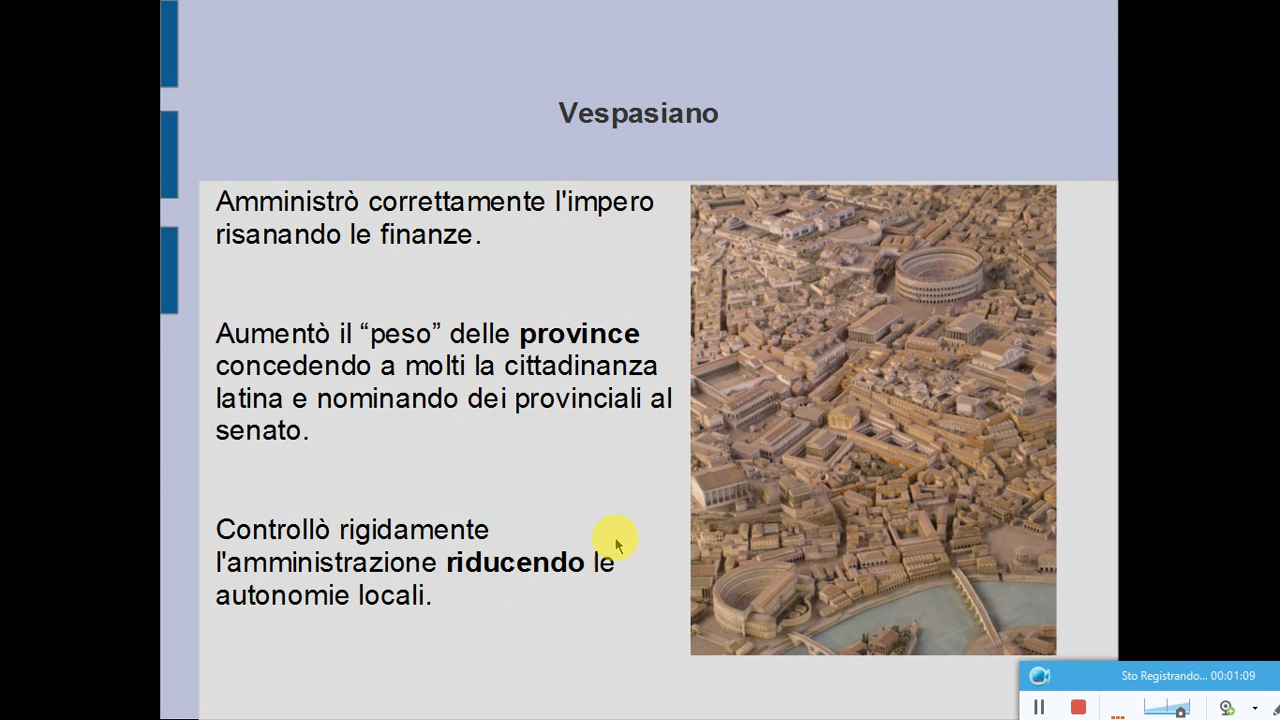 Vespasiano
Amministrò correttamente l'impero
risanando le finanze.
Aumentò il “peso” delle province
concedendo a molti la cittadinanza
latina e nominando dei provinciali al
senato.
Controllò rigidamente
l'amministrazione riducendo le
autonomie locali.
Sto Registrando... 00:01:09